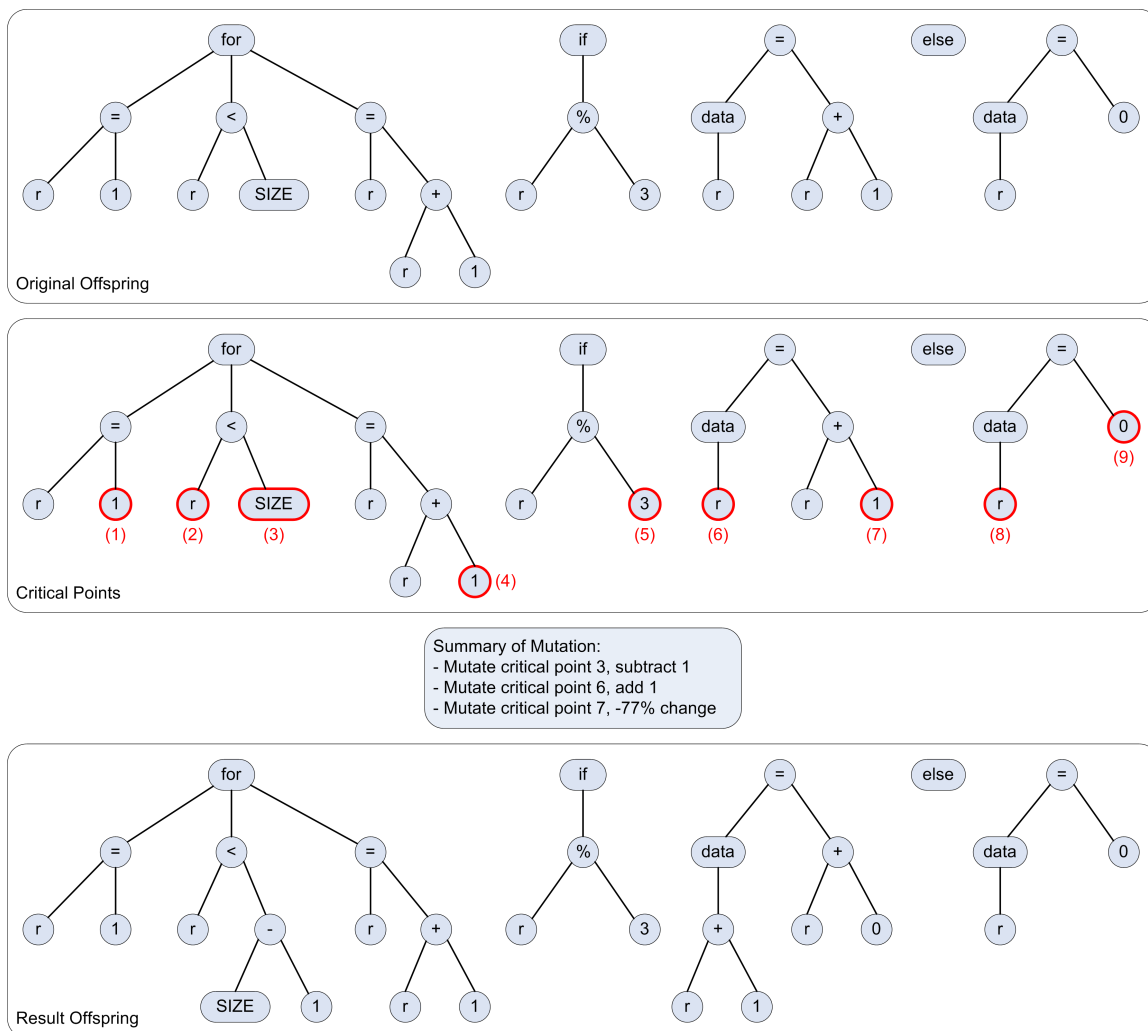 for if = else =
= < = % data + data 0
r 1 r SIZE r + r 3 r r 1 r
r 1
Original Offspring
for if = else =
= < = % data + data 0
(9)
r 1 r SIZE r + r 3 r r 1 r
(1) (2) (3) (5) (6) (7) (8)
r 1 (4)
Critical Points
Summary of Mutation:
- Mutate critical point 3, subtract 1
- Mutate critical point 6, add 1
- Mutate critical point 7, -77% change
for if = else =
= < = % data + data 0
r 1 r - r + r 3 + r 0 r
SIZE 1 r 1 r 1
Result Offspring